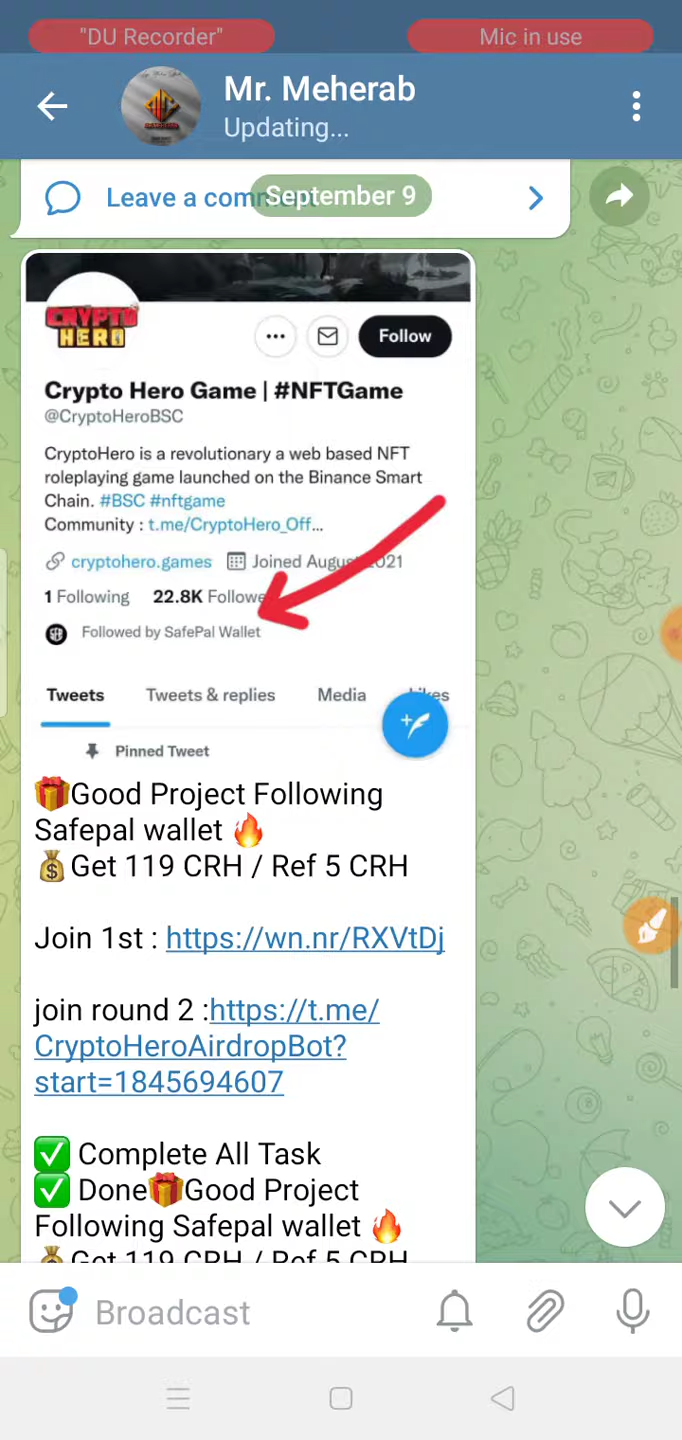 "DU Recorder"
Mic in use
Mr. Meherab
Updating...
Leave a
September 9
CRYPTO
HERO
Follow
Crypto Hero Game | #NFTGame
@CryptoHeroBSC
CryptoHero is a revolutionary a web based NFT
roleplaying game launched on the Binance Smart
Chain. #BSC #nftgame
Community : t.me/CryptoHero_Off...
cryptohero.games
Joined August 2021
1 Following
22.8K Followe
Followed by SafePal Wallet
Tweets
Tweets & replies
Media
Likes
Pinned Tweet
🎁Good Project Following
Safepal wallet 🔥
💰Get 119 CRH / Ref 5 CRH
Join 1st : https://wn.nr/RXVtDj
join round 2 :https://t.me/
CryptoHeroAirdropBot?
start=1845694607
✅ Complete All Task
✅ Done🎁Good Project
Following Safepal wallet 🔥
💰Get 119 CRH / Ref 5 CRH
Broadcast